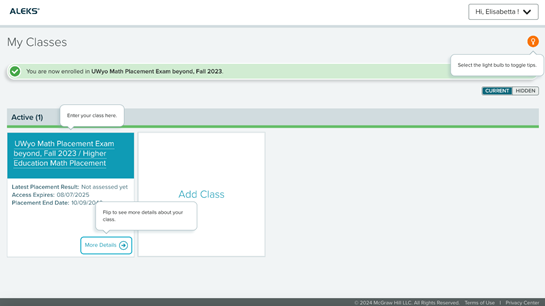 ALEKS®
Hi, Elisabetta !
My Classes
Select the light bulb to toggle tips.
You are now enrolled in UWyo Math Placement Exam beyond, Fall 2023.
CURRENT HIDDEN
Active (1)
Enter your class here.
UWyo Math Placement Exam
beyond, Fall 2023 / Higher
Education Math Placement
Latest Placement Result: Not assessed yet
Access Expires: 08/07/2025
Placement End Date: 10/09/20
Flip to see more details about your
class.
More Details
Add Class
© 2024 McGraw Hill LLC. All Rights Reserved. Terms of Use | Privacy Center